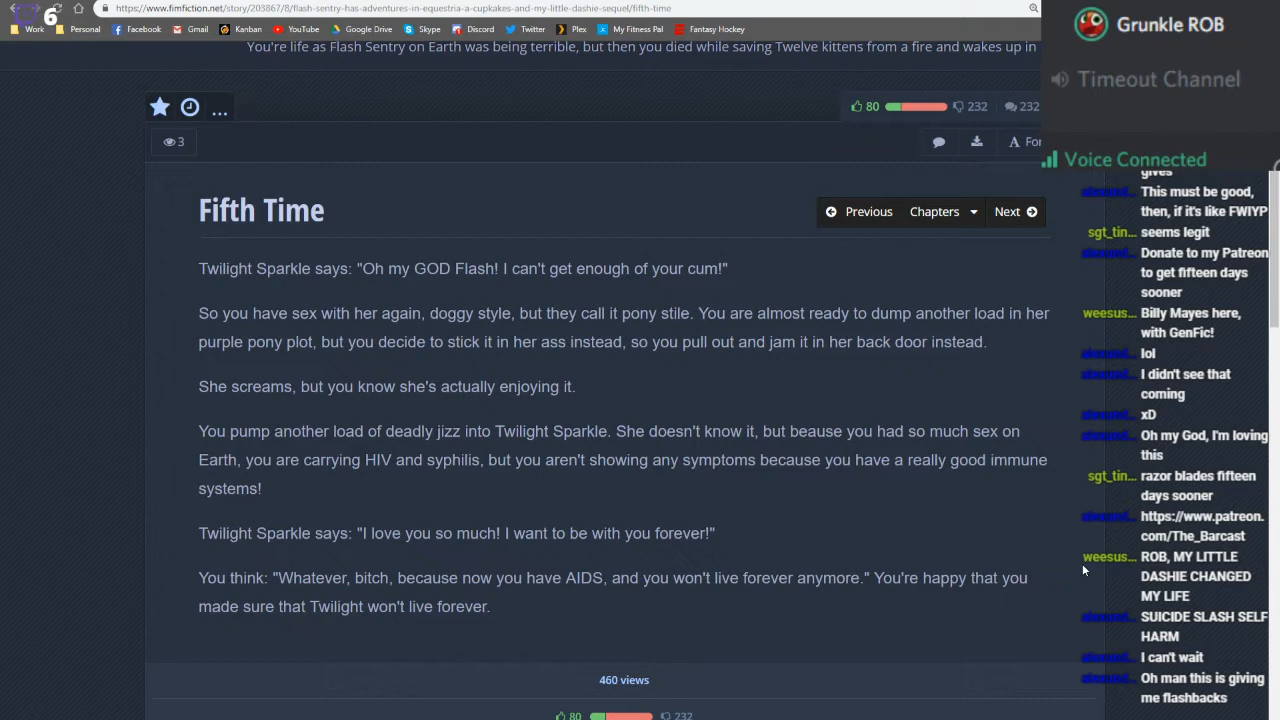 6
https://www.fimfiction.net/story/203867/8/flash-sentry-has-adventures-in-equestria-a-cupkakes-and-my-little-dashie-sequel/fifth-time
Work Personal Facebook Gmail Kanban YouTube Google Drive Skype Discord Twitter Plex My Fitness Pal Fantasy Hockey
You're life as Flash Sentry on Earth was being terrible, but then you died while saving Twelve kittens from a fire and wakes up in
80 232 232
3
A For
Fifth Time
Previous Chapters Next
Twilight Sparkle says: "Oh my GOD Flash! I can't get enough of your cum!"
So you have sex with her again, doggy style, but they call it pony stile. You are almost ready to dump another load in her
purple pony plot, but you decide to stick it in her ass instead, so you pull out and jam it in her back door instead.
She screams, but you know she's actually enjoying it.
You pump another load of deadly jizz into Twilight Sparkle. She doesn't know it, but beause you had so much sex on
Earth, you are carrying HIV and syphilis, but you aren't showing any symptoms because you have a really good immune
systems!
Twilight Sparkle says: "I love you so much! I want to be with you forever!"
You think: "Whatever, bitch, because now you have AIDS, and you won't live forever anymore." You're happy that you
made sure that Twilight won't live forever.
460 views
80 232
Grunkle ROB
Timeout Channel
Voice Connected
gives
This must be good,
then, if it's like FWIYP
sgt_tin... seems legit
Donate to my Patreon
to get fifteen days
sooner
weesus... Billy Mayes here,
with GenFic!
lol
I didn't see that
coming
xD
Oh my God, I'm loving
this
sgt_tin... razor blades fifteen
days sooner
https://www.patreon.
com/The_Barcast
weesus... ROB, MY LITTLE
DASHIE CHANGED
MY LIFE
SUICIDE SLASH SELF
HARM
I can't wait
Oh man this is giving
me flashbacks